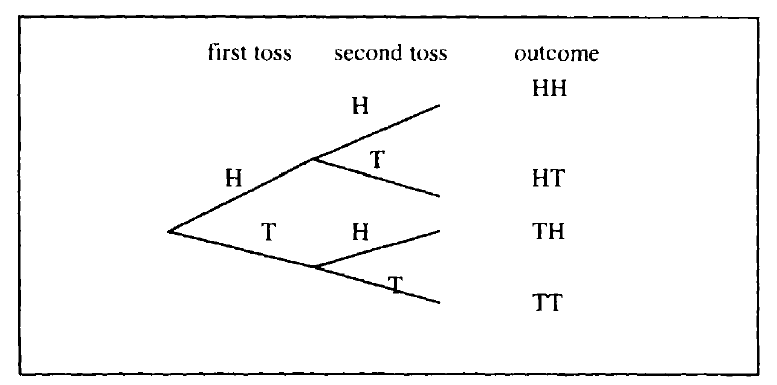 first toss second toss outcome
HH
H
T
H HT
T H TH
T
TT